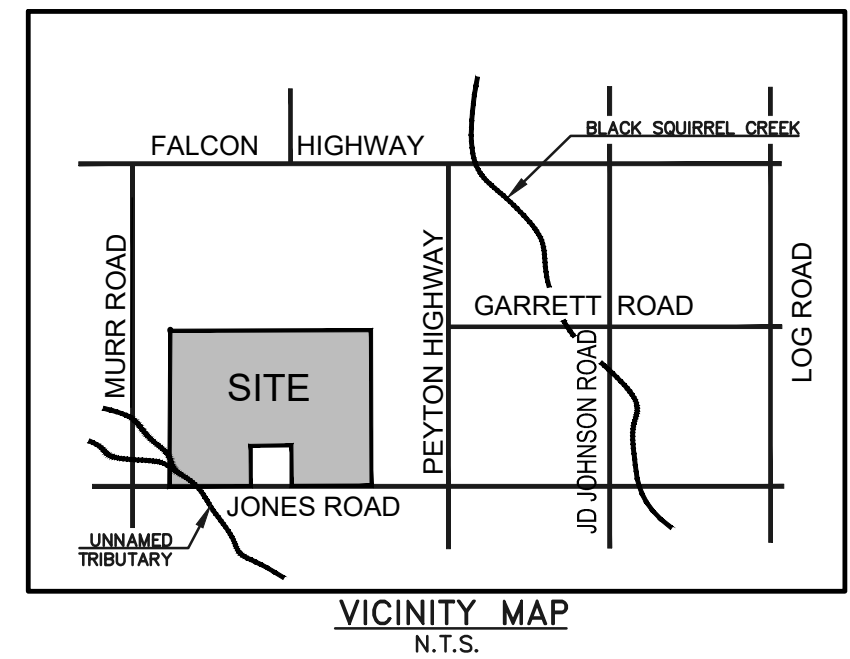 BLACK SQUIRREL CREEK
FALCON HIGHWAY
MURR ROAD
PEYTON HIGHWAY
GARRETT ROAD
LOG ROAD
JD JOHNSON ROAD
SITE
JONES ROAD
UNNAMED
TRIBUTARY
VICINITY MAP
N.T.S.